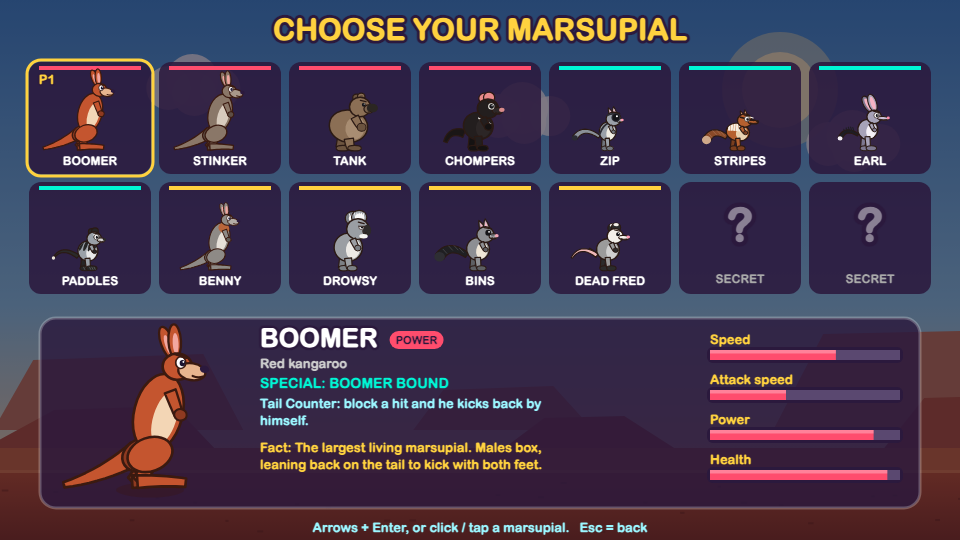 CHOOSE YOUR MARSUPIAL
P1
BOOMER
STINKER
TANK
CHOMPERS
ZIP
STRIPES
EARL
PADDLES
BENNY
DROWSY
BINS
DEAD FRED
?
SECRET
?
SECRET
BOOMER POWER
Red kangaroo
SPECIAL: BOOMER BOUND
Tail Counter: block a hit and he kicks back by
himself.
Fact: The largest living marsupial. Males box,
leaning back on the tail to kick with both feet.
Speed
Attack speed
Power
Health
Arrows + Enter, or click / tap a marsupial. Esc = back